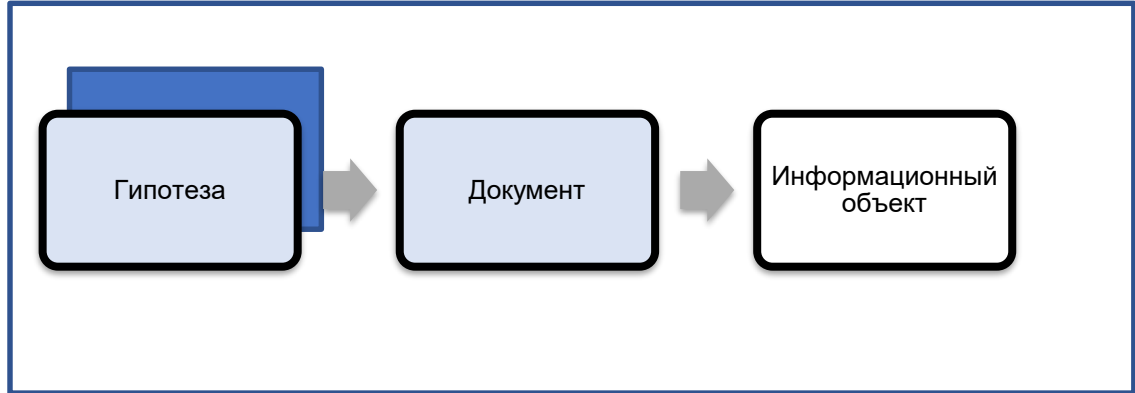 Гипотеза
Документ
Информационный
объект